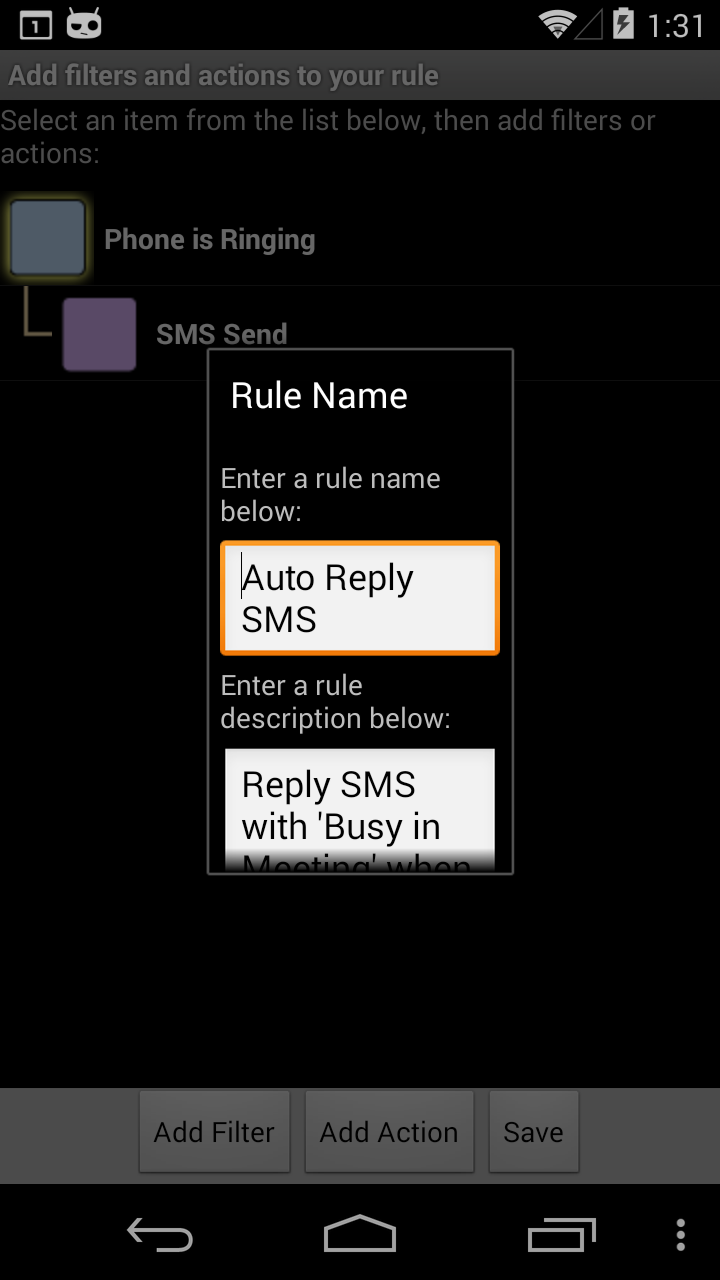 1
1:31
Add filters and actions to your rule
Select an item from the list below, then add filters or
actions:
Phone is Ringing
SMS Send
Rule Name
Enter a rule name
below:
Auto Reply
SMS
Enter a rule
description below:
Reply SMS
with 'Busy in
Meeting' when
Add Filter
Add Action
Save